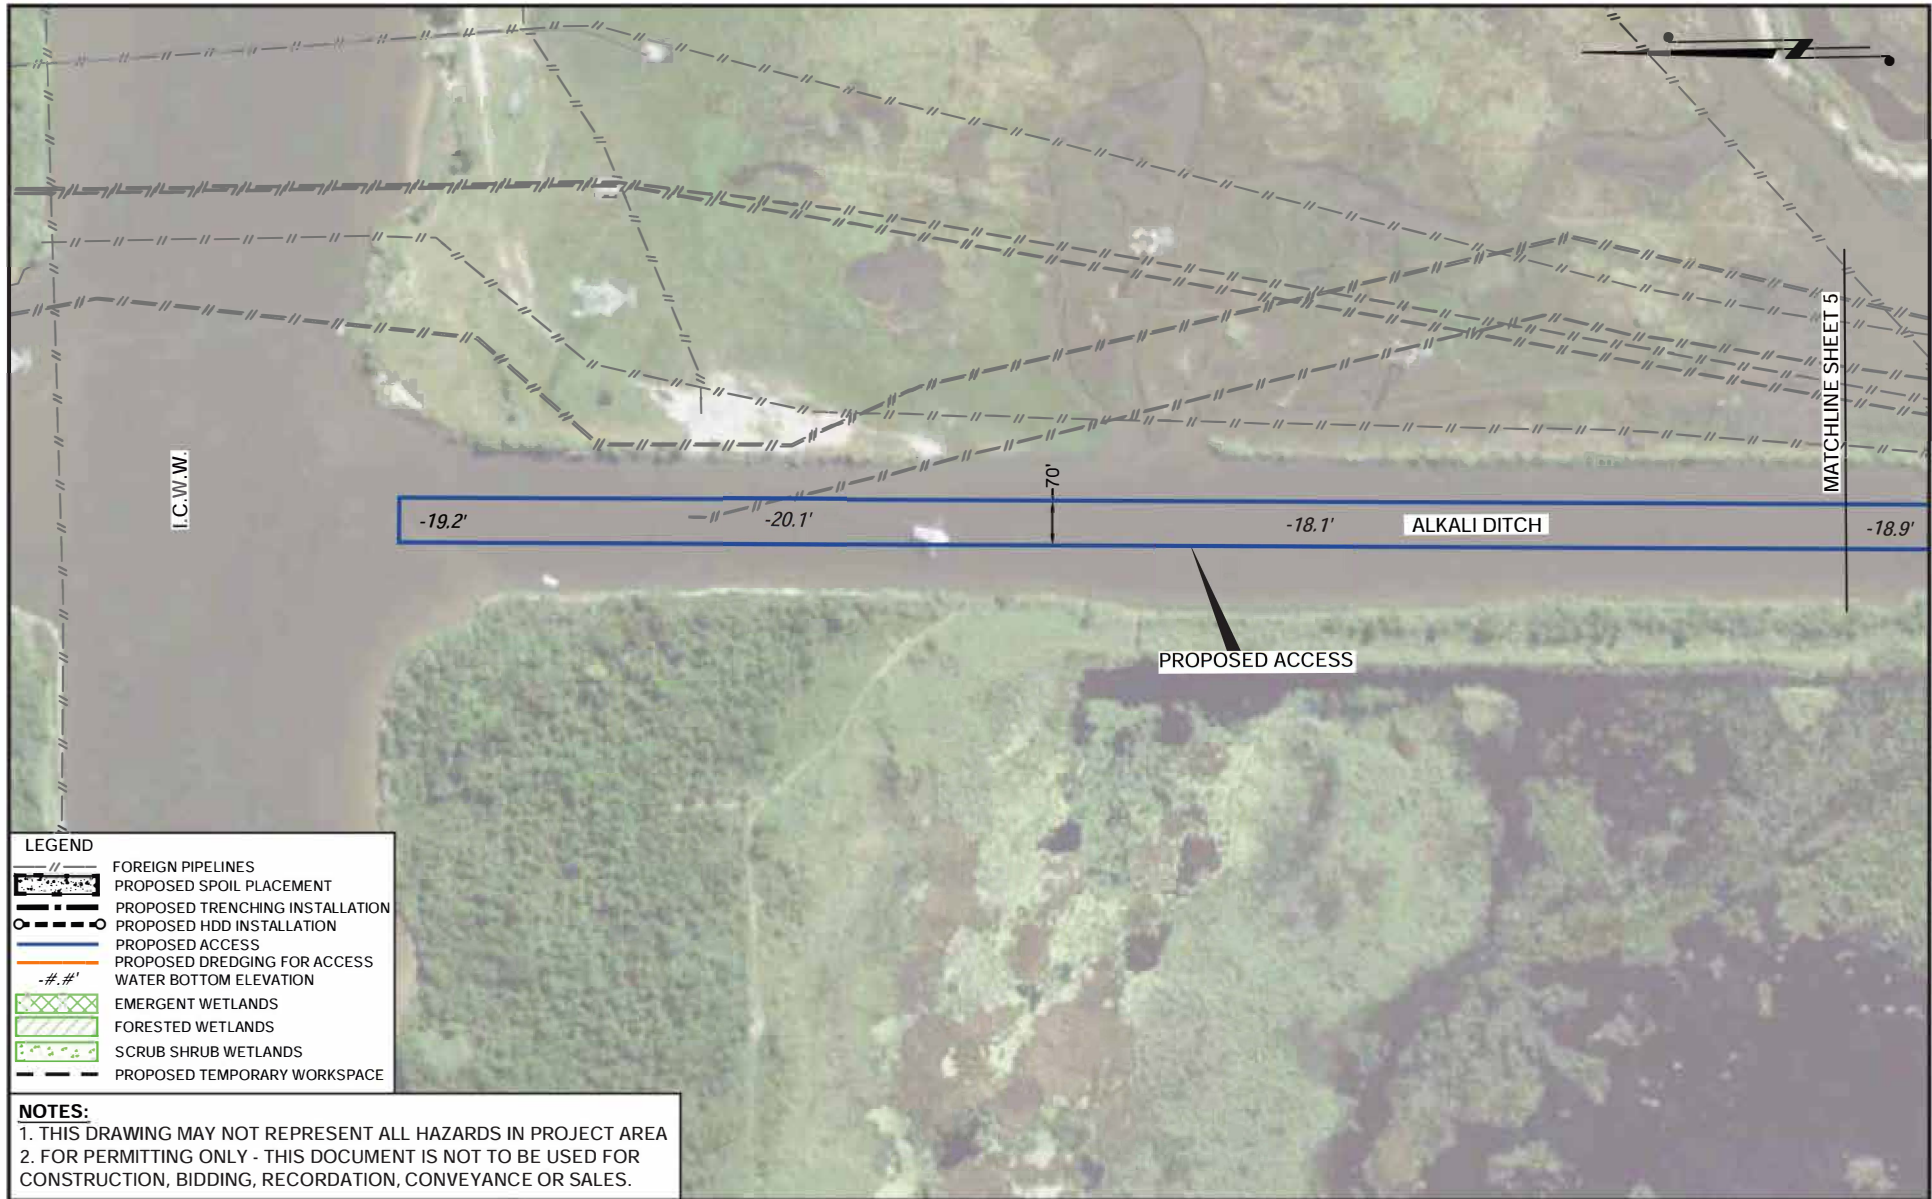 MATCHLINE SHEET 5
I.C.W.W.
70'
-19.2'
-20.1'
-18.1'
ALKALI DITCH
-18.9'
PROPOSED ACCESS
LEGEND
FOREIGN PIPELINES
PROPOSED SPOIL PLACEMENT
PROPOSED TRENCHING INSTALLATION
PROPOSED HDD INSTALLATION
PROPOSED ACCESS
PROPOSED DREDGING FOR ACCESS
-#.#' WATER BOTTOM ELEVATION
EMERGENT WETLANDS
FORESTED WETLANDS
SCRUB SHRUB WETLANDS
PROPOSED TEMPORARY WORKSPACE
NOTES:
1. THIS DRAWING MAY NOT REPRESENT ALL HAZARDS IN PROJECT AREA
2. FOR PERMITTING ONLY - THIS DOCUMENT IS NOT TO BE USED FOR
CONSTRUCTION, BIDDING, RECORDATION, CONVEYANCE OR SALES.